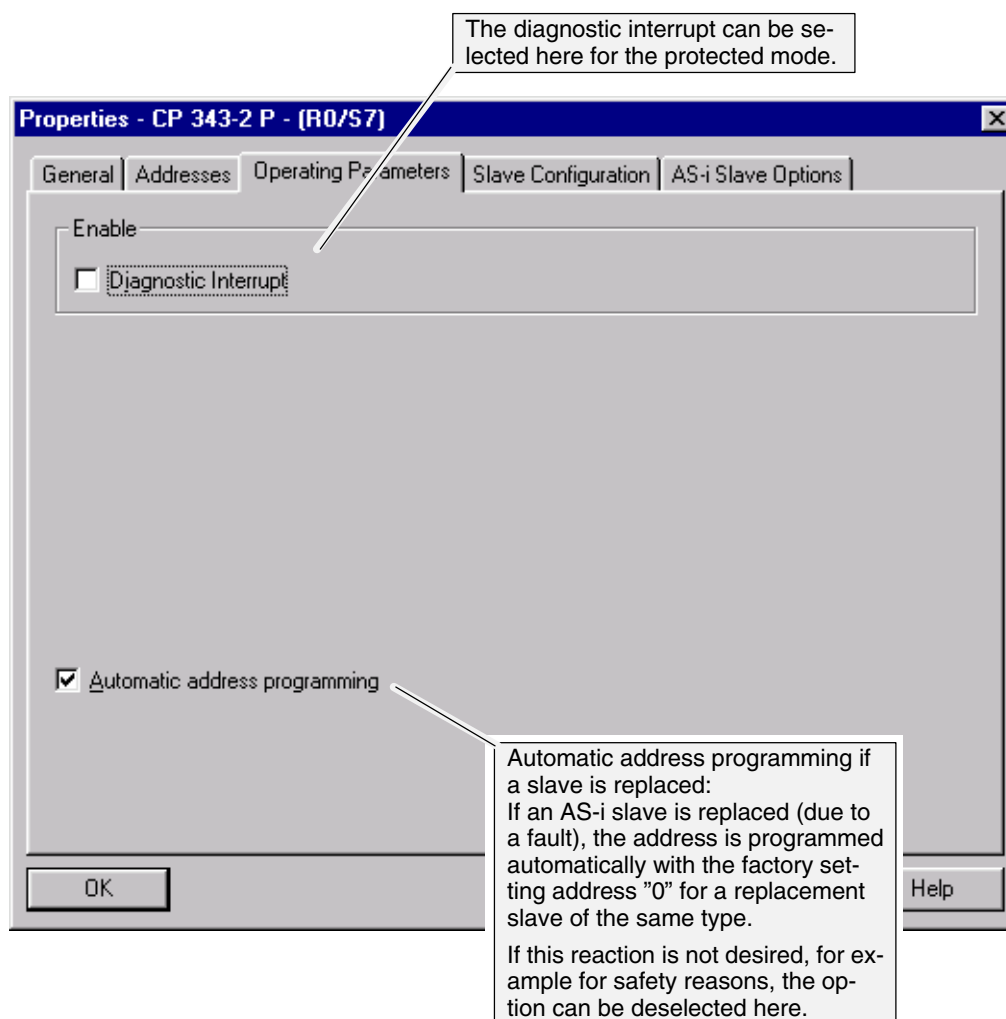 The diagnostic interrupt can be se-
lected here for the protected mode.
Properties - CP 343-2 P - (R0/S7)
General
Addresses
Operating Parameters
Slave Configuration
AS-i Slave Options
Enable
Diagnostic Interrupt
Automatic address programming
Automatic address programming if
a slave is replaced:
If an AS-i slave is replaced (due to
a fault), the address is programmed
automatically with the factory set-
ting address ”0” for a replacement
slave of the same type.
If this reaction is not desired, for ex-
ample for safety reasons, the op-
tion can be deselected here.
OK
Help